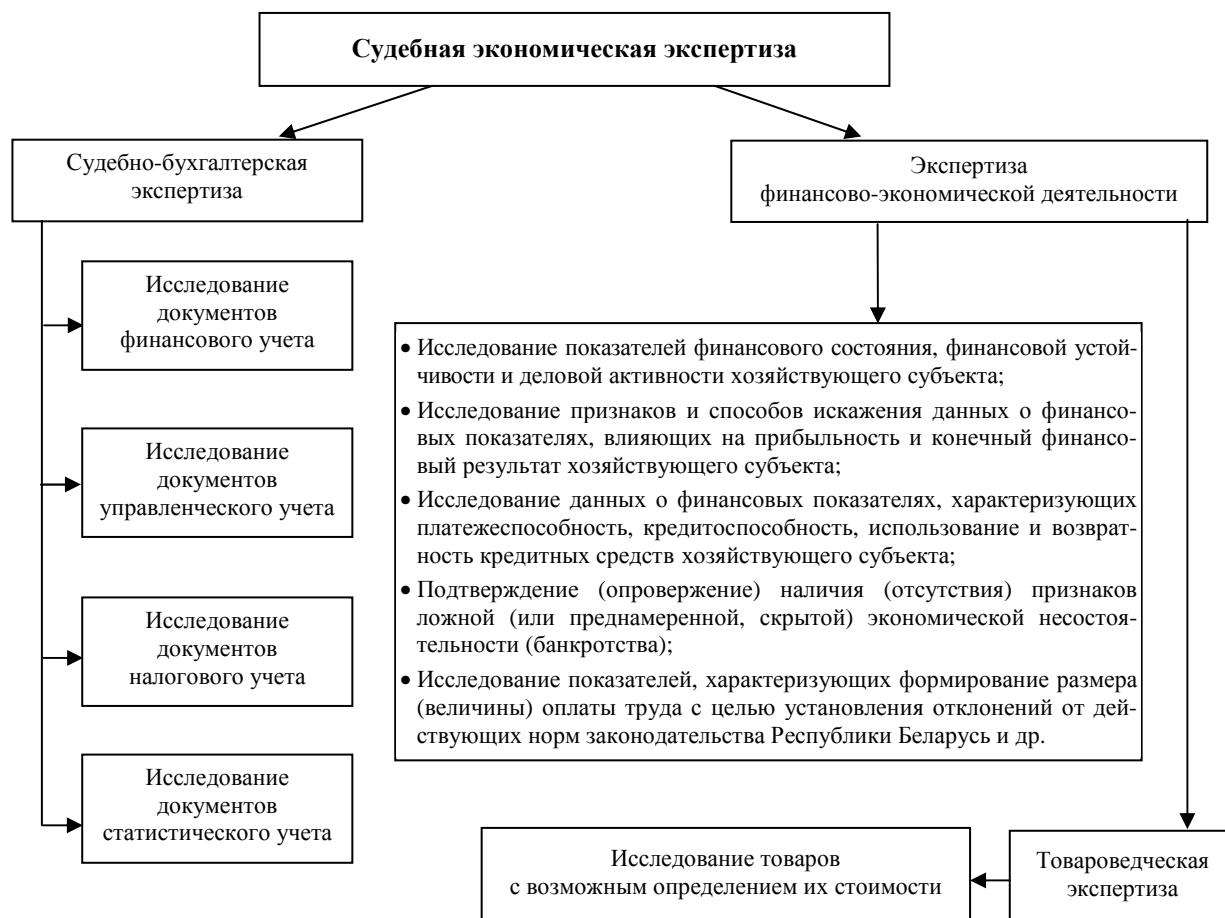 Судебная экономическая экспертиза
Судебно-бухгалтерская
экспертиза
Экспертиза
финансово-экономической деятельности
Исследование
документов
финансового учета
Исследование
документов
управленческого учета
Исследование
документов
налогового учета
Исследование
документов
статистического учета
• Исследование показателей финансового состояния, финансовой устой-
чивости и деловой активности хозяйствующего субъекта;
• Исследование признаков и способов искажения данных о финансо-
вых показателях, влияющих на прибыльность и конечный финансо-
вый результат хозяйствующего субъекта;
• Исследование данных о финансовых показателях, характеризующих
платежеспособность, кредитоспособность, использование и возврат-
ность кредитных средств хозяйствующего субъекта;
• Подтверждение (опровержение) наличия (отсутствия) признаков
ложной (или преднамеренной, скрытой) экономической несостоя-
тельности (банкротства);
• Исследование показателей, характеризующих формирование размера
(величины) оплаты труда с целью установления отклонений от дей-
ствующих норм законодательства Республики Беларусь и др.
Исследование товаров
с возможным определением их стоимости
Товароведческая
экспертиза